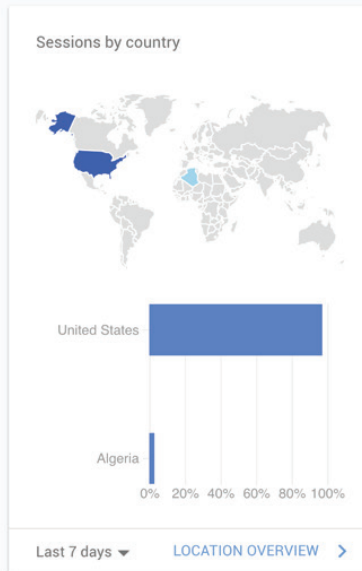 Sessions by country
United States
Algeria
0% 20% 40% 60% 80% 100%
Last 7 days
LOCATION OVERVIEW